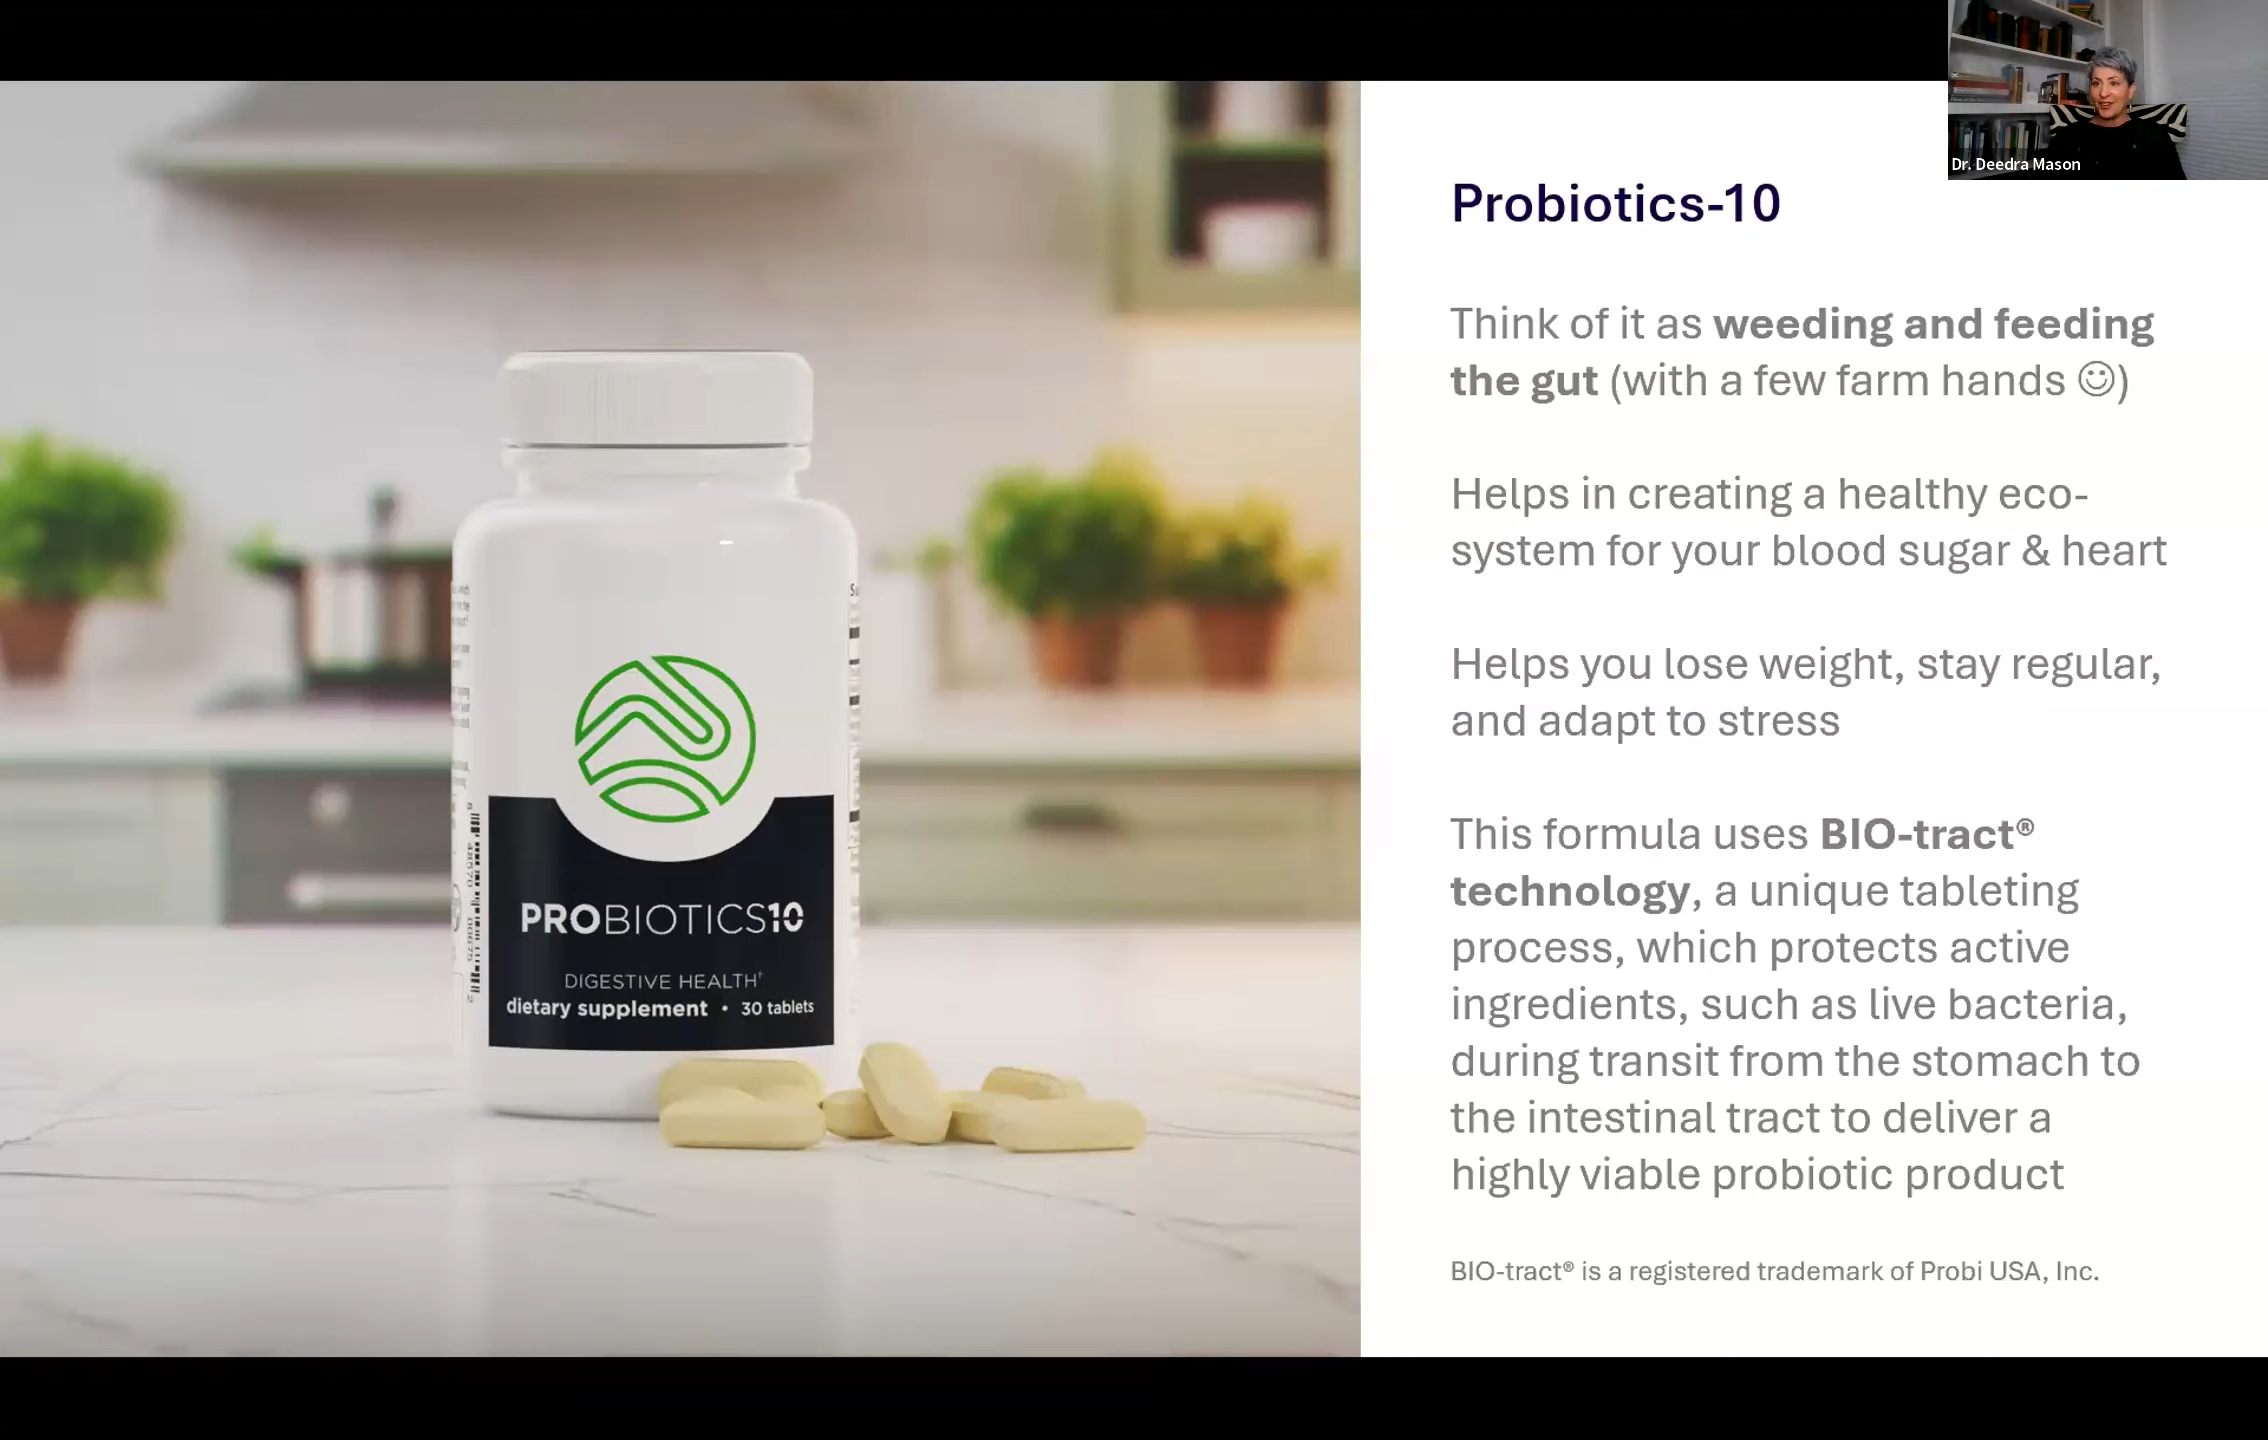 Dr. Deedra Mason
Probiotics-10
Think of it as weeding and feeding
the gut (with a few farm hands ☺)
Helps in creating a healthy eco-
system for your blood sugar & heart
Helps you lose weight, stay regular,
and adapt to stress
This formula uses BIO-tract®
technology, a unique tableting
process, which protects active
ingredients, such as live bacteria,
during transit from the stomach to
the intestinal tract to deliver a
highly viable probiotic product
BIO-tract® is a registered trademark of Probi USA, Inc.
PROBIOTICS10
DIGESTIVE HEALTH†
dietary supplement • 30 tablets